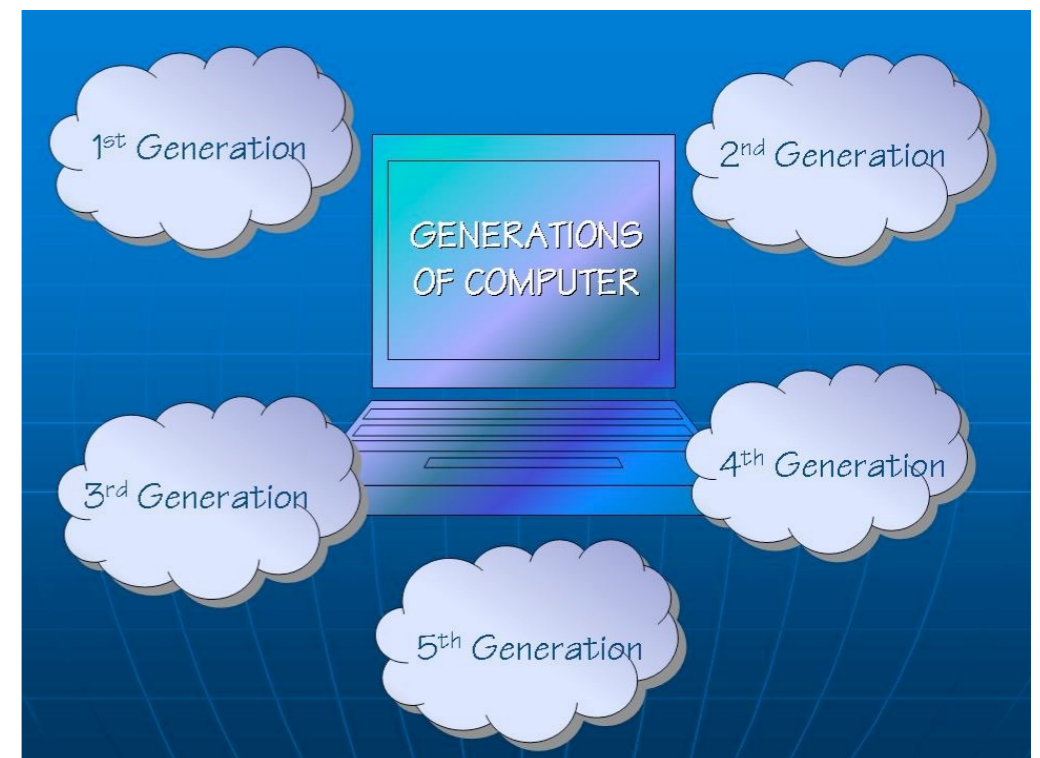 1st Generation
2nd Generation
GENERATIONS
OF COMPUTER
3rd Generation
4th Generation
5th Generation